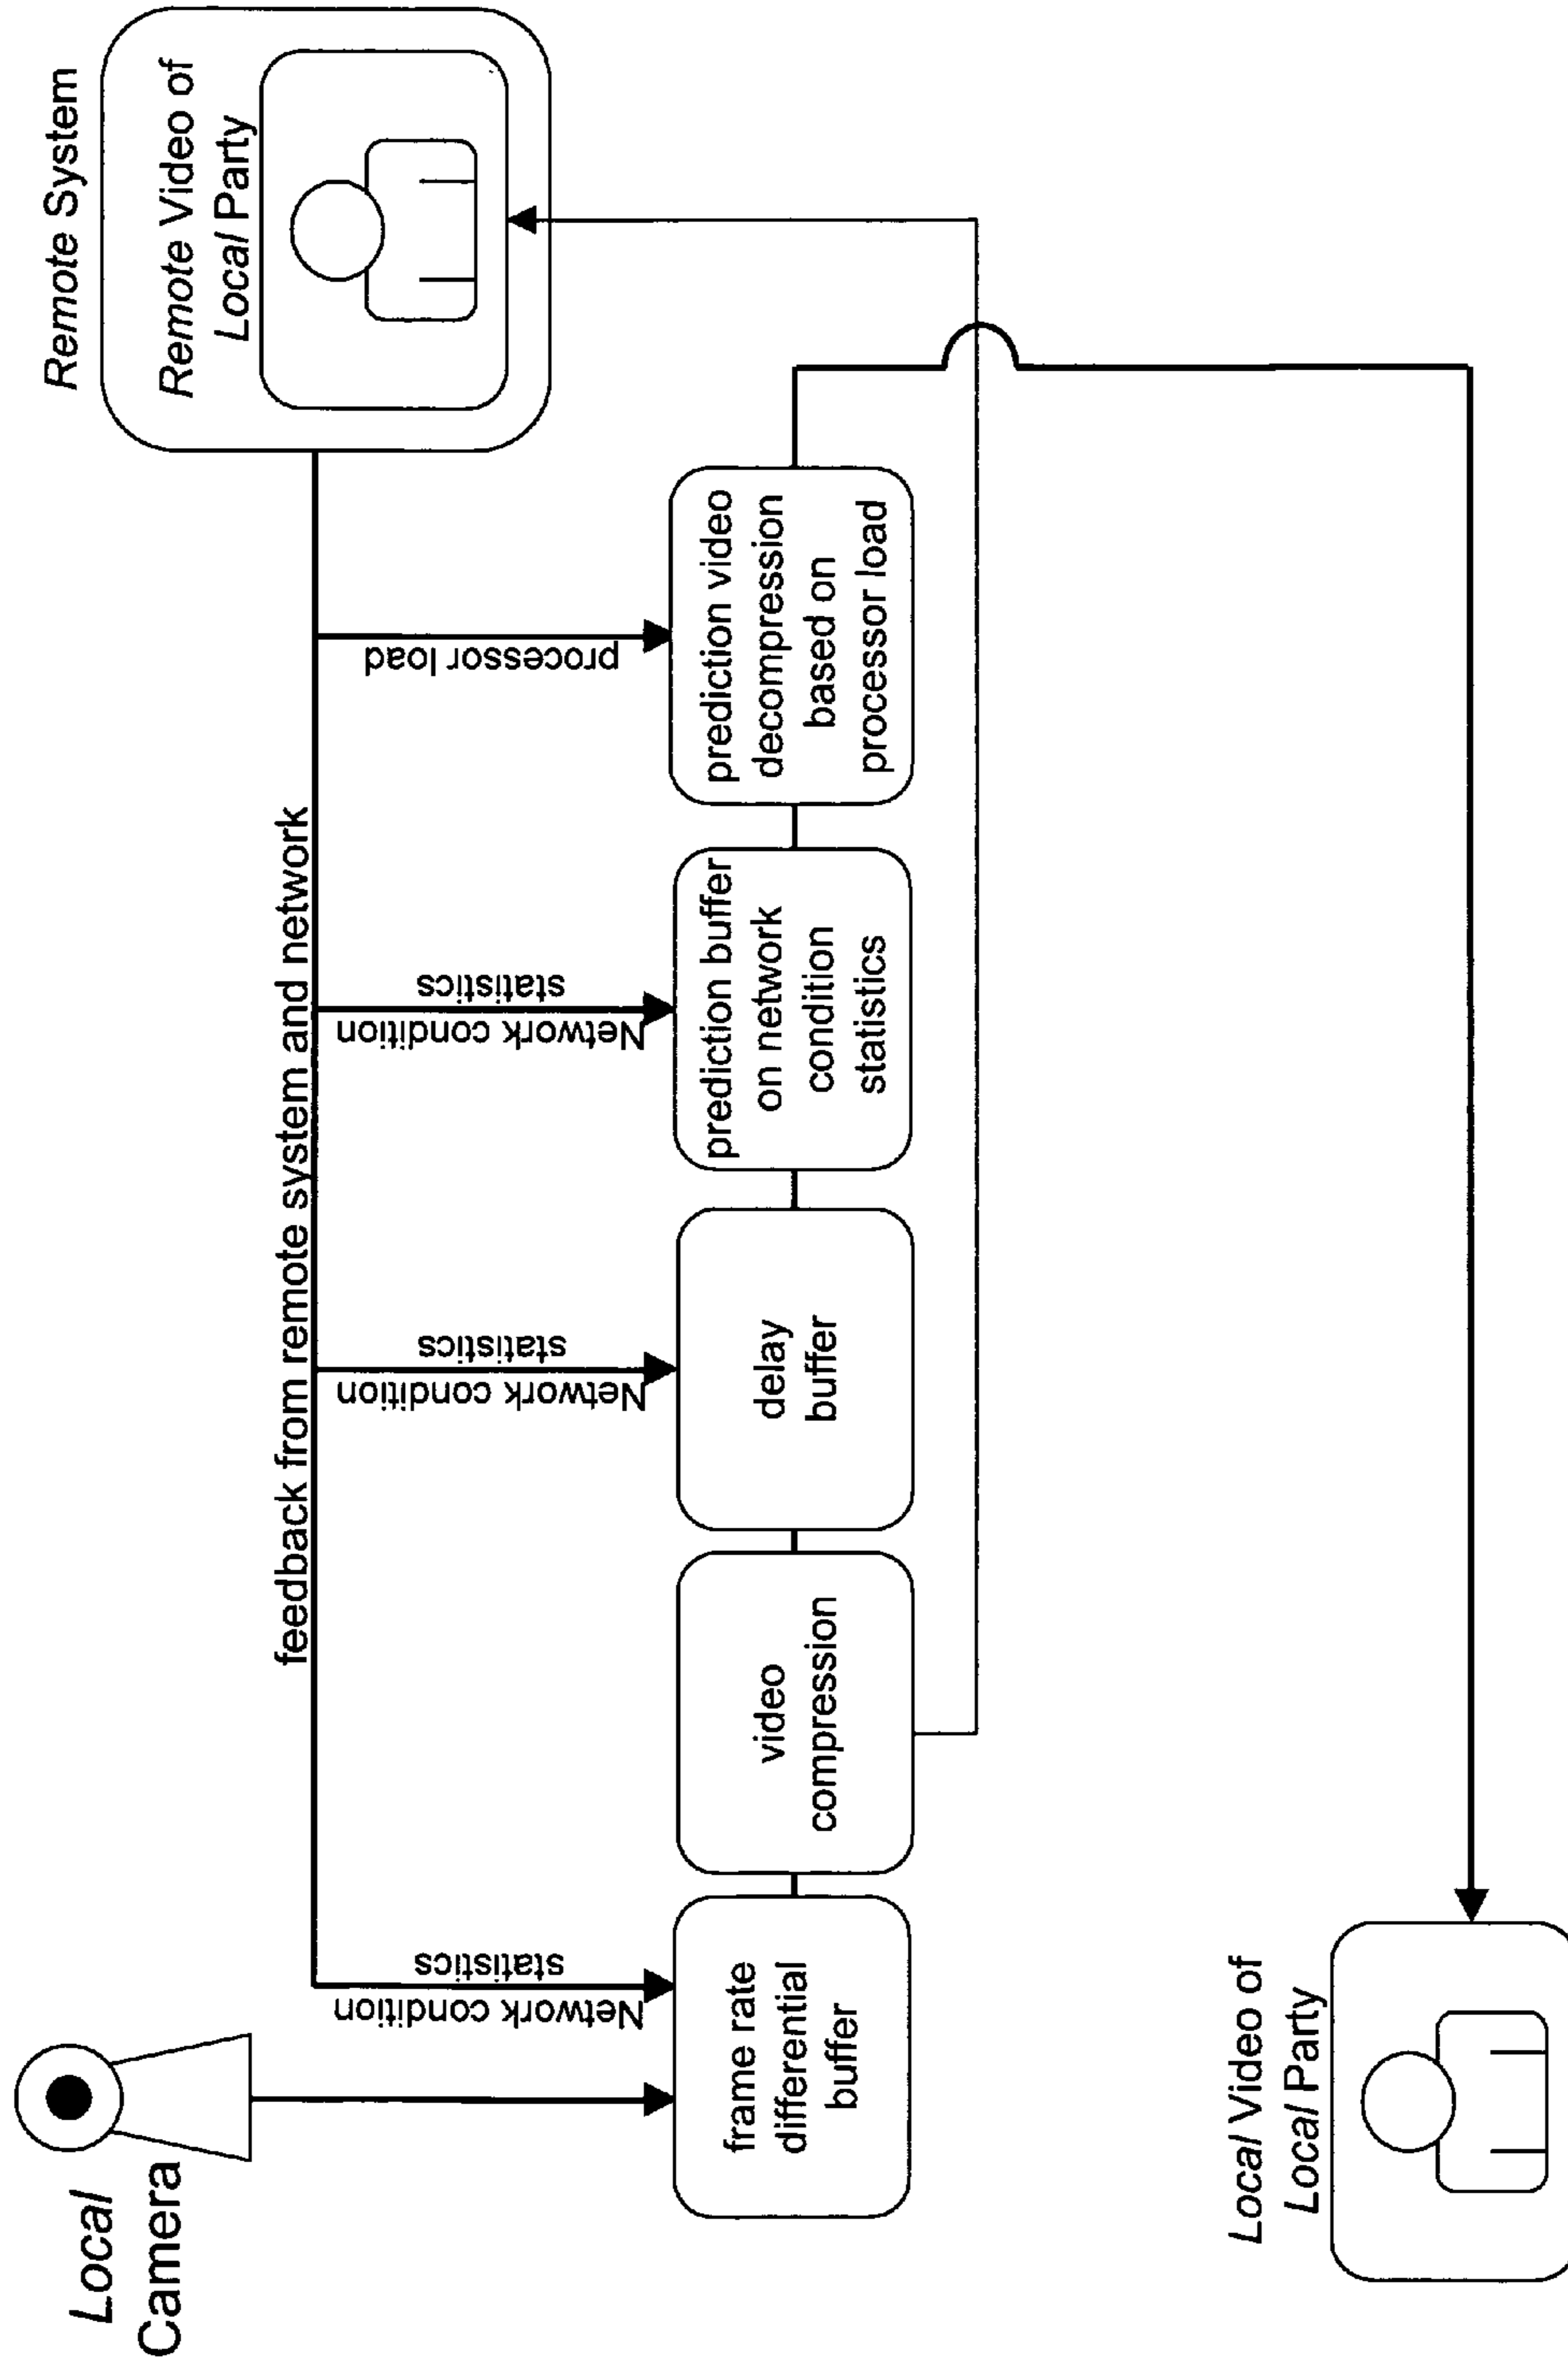 Local
Camera
Remote System
Remote Video of
Local Party
feedback from remote system and network
Network condition
statistics
Network condition
statistics
Network condition
statistics
processor load
frame rate
differential
buffer
video
compression
delay
buffer
prediction buffer
on network
condition
statistics
prediction video
decompression
based on
processor load
Local Video of
Local Party